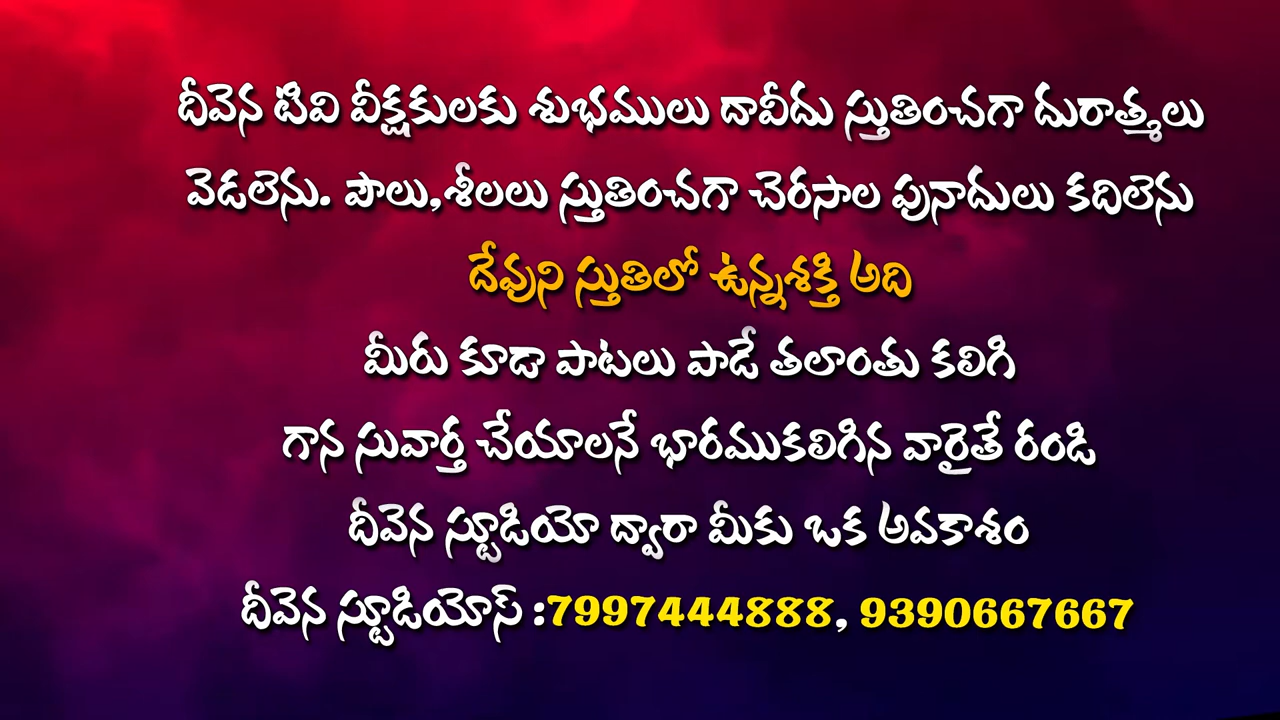 దీవెన టివి వీక్షకులకు శుభములు దావీదు స్తుతించగా దురాత్మలు
వెడలెను. పౌలు,శీలలు స్తుతించగా చెరసాల పునాదులు కదిలెను
దేవుని స్తుతిలో ఉన్నశక్తి అది
మీరు కూడా పాటలు పాడే తలాంతు కలిగి
గాన సువార్త చేయాలనే భారముకలిగిన వారైతే రండి
దీవెన స్టూడియో ద్వారా మీకు ఒక అవకాశం
దీవెన స్టూడియోస్ :7997444888, 9390667667